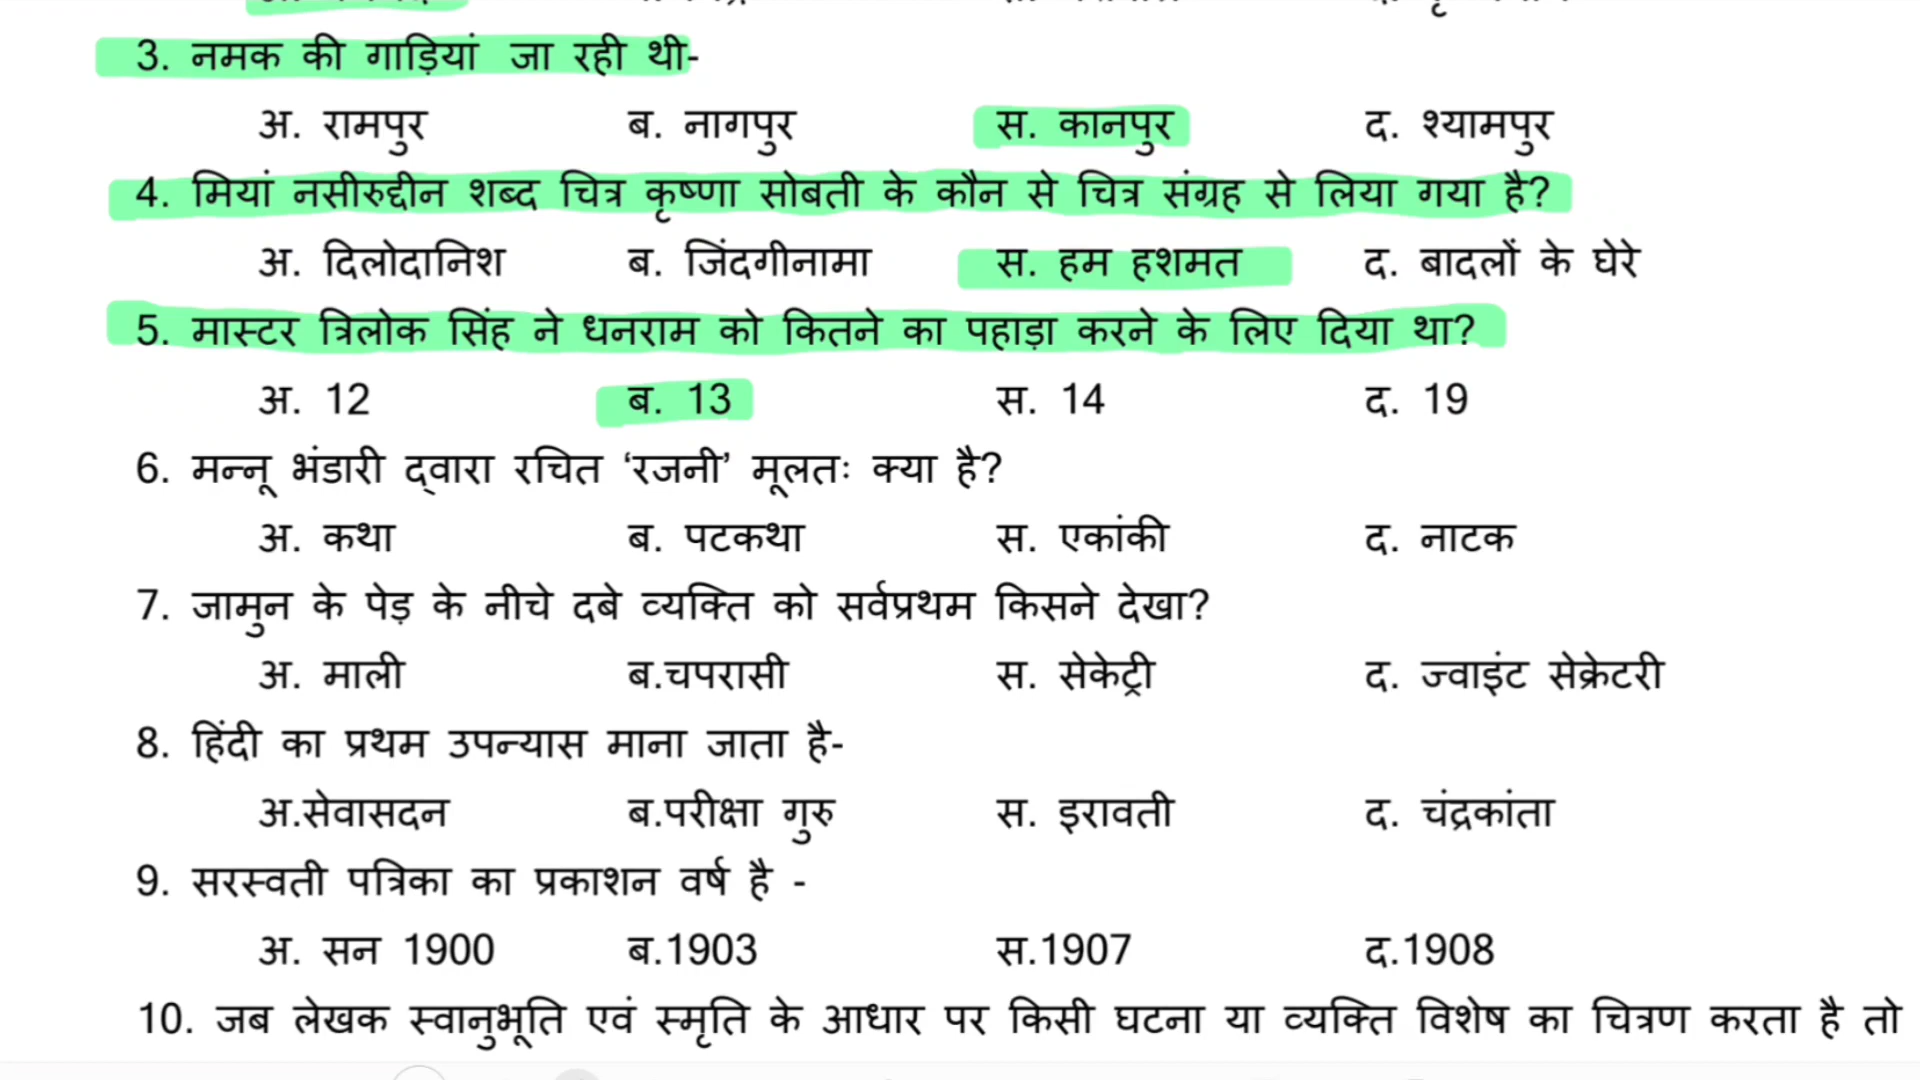 3. नमक की गाड़ियां जा रही थी-
अ. रामपुर ब. नागपुर स. कानपुर द. श्यामपुर
4. मियां नसीरुद्दीन शब्द चित्र कृष्णा सोबती के कौन से चित्र संग्रह से लिया गया है?
अ. दिलोदानिश ब. जिंदगीनामा स. हम हशमत द. बादलों के घेरे
5. मास्टर त्रिलोक सिंह ने धनराम को कितने का पहाड़ा करने के लिए दिया था?
अ. 12 ब. 13 स. 14 द. 19
6. मन्नू भंडारी द्वारा रचित ‘रजनी’ मूलतः क्या है?
अ. कथा ब. पटकथा स. एकांकी द. नाटक
7. जामुन के पेड़ के नीचे दबे व्यक्ति को सर्वप्रथम किसने देखा?
अ. माली ब.चपरासी स. सेकेट्री द. ज्वाइंट सेक्रेटरी
8. हिंदी का प्रथम उपन्यास माना जाता है-
अ.सेवासदन ब.परीक्षा गुरु स. इरावती द. चंद्रकांता
9. सरस्वती पत्रिका का प्रकाशन वर्ष है -
अ. सन 1900 ब.1903 स.1907 द.1908
10. जब लेखक स्वानुभूति एवं स्मृति के आधार पर किसी घटना या व्यक्ति विशेष का चित्रण करता है तो